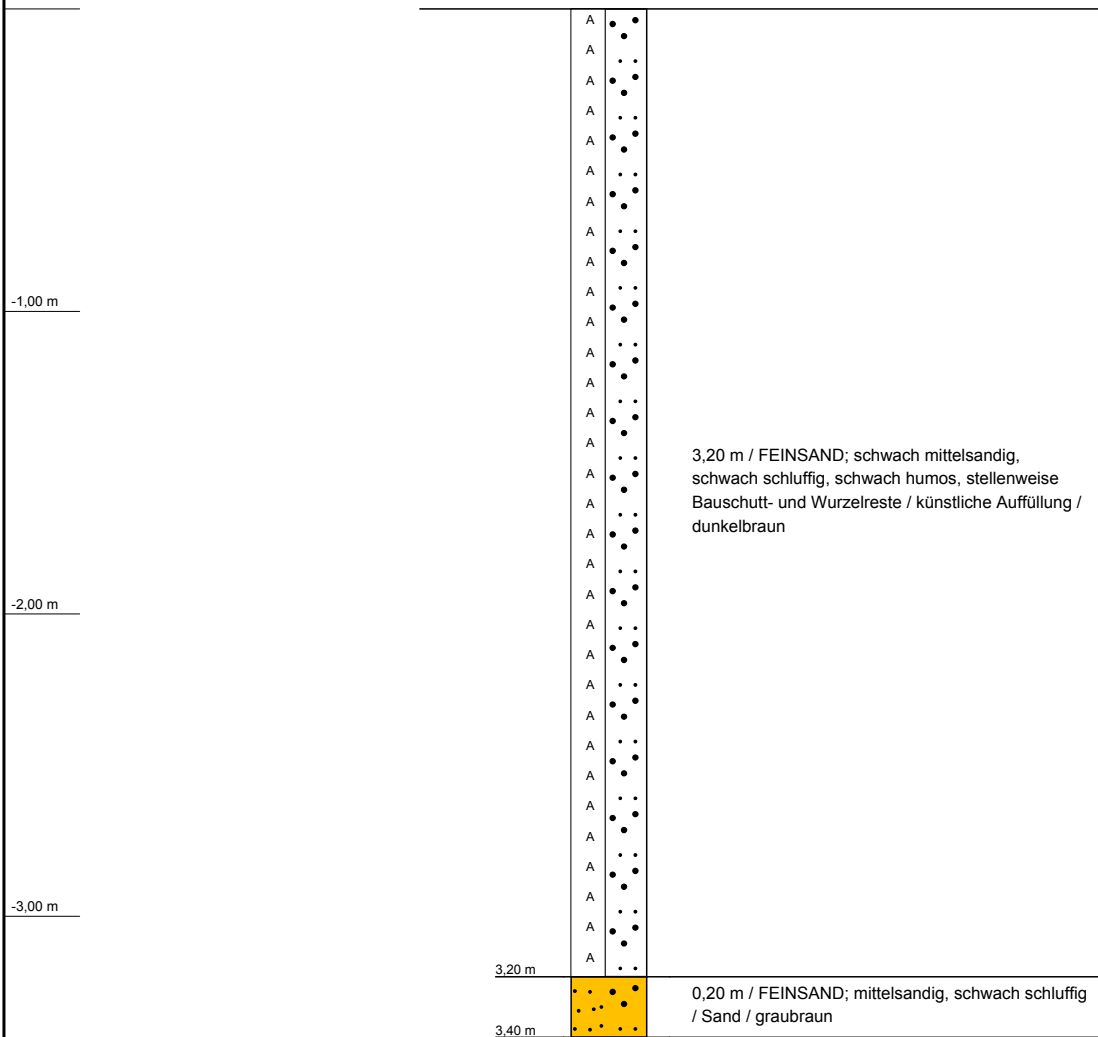 A
A
A
A
A
A
A
A
A
A
-1,00 m
A
A
A
A
A
3,20 m / FEINSAND; schwach mittelsandig,
schwach schluffig, schwach humos, stellenweise
Bauschutt- und Wurzelreste / künstliche Auffüllung /
dunkelbraun
A
A
A
A
A
-2,00 m
A
A
A
A
A
A
A
A
A
A
-3,00 m
A
A
3,20 m
0,20 m / FEINSAND; mittelsandig, schwach schluffig
/ Sand / graubraun
3,40 m